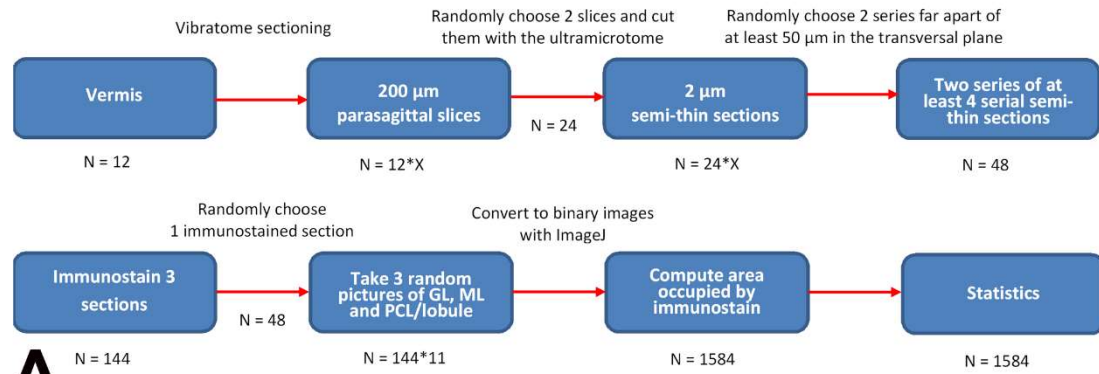 Vibratome sectioning
Randomly choose 2 slices and cut
them with the ultramicrotome
Randomly choose 2 series far apart of
at least 50 µm in the transversal plane
Vermis
200 µm
parasagittal slices
2 µm
semi-thin sections
Two series of at
least 4 serial semi-
thin sections
N = 24
N = 12
N = 12*X
N = 24*X
N = 48
Randomly choose
1 immunostained section
Convert to binary images
with ImageJ
Immunostain 3
sections
Take 3 random
pictures of GL, ML
and PCL/lobule
Compute area
occupied by
immunostain
Statistics
N = 48
N = 144
N = 144*11
N = 1584
N = 1584
A